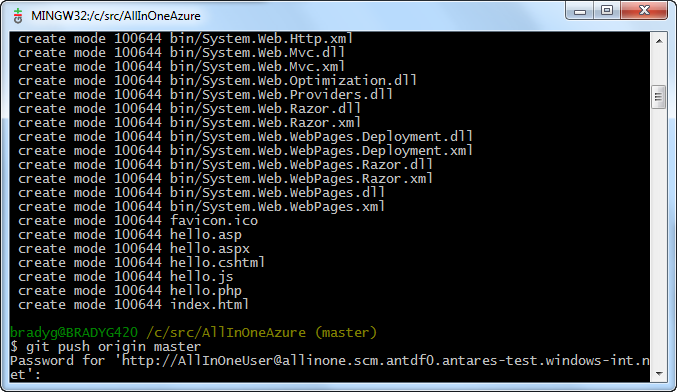 MINGW32:/c/src/AllInOneAzure
create mode 100644 bin/System.Web.Http.xml
create mode 100644 bin/System.Web.Mvc.dll
create mode 100644 bin/System.Web.Mvc.xml
create mode 100644 bin/System.Web.Optimization.dll
create mode 100644 bin/System.Web.Providers.dll
create mode 100644 bin/System.Web.Razor.dll
create mode 100644 bin/System.Web.Razor.xml
create mode 100644 bin/System.Web.WebPages.Deployment.dll
create mode 100644 bin/System.Web.WebPages.Deployment.xml
create mode 100644 bin/System.Web.WebPages.Razor.dll
create mode 100644 bin/System.Web.WebPages.Razor.xml
create mode 100644 bin/System.Web.WebPages.dll
create mode 100644 bin/System.Web.WebPages.xml
create mode 100644 favicon.ico
create mode 100644 hello.asp
create mode 100644 hello.aspx
create mode 100644 hello.cshtml
create mode 100644 hello.js
create mode 100644 hello.php
create mode 100644 index.html
bradyg@BRADYG420 /c/src/AllInOneAzure (master)
$ git push origin master
Password for 'http://AllInOneUser@allinone.scm.antdf0.antares-test.windows-int.n
et':